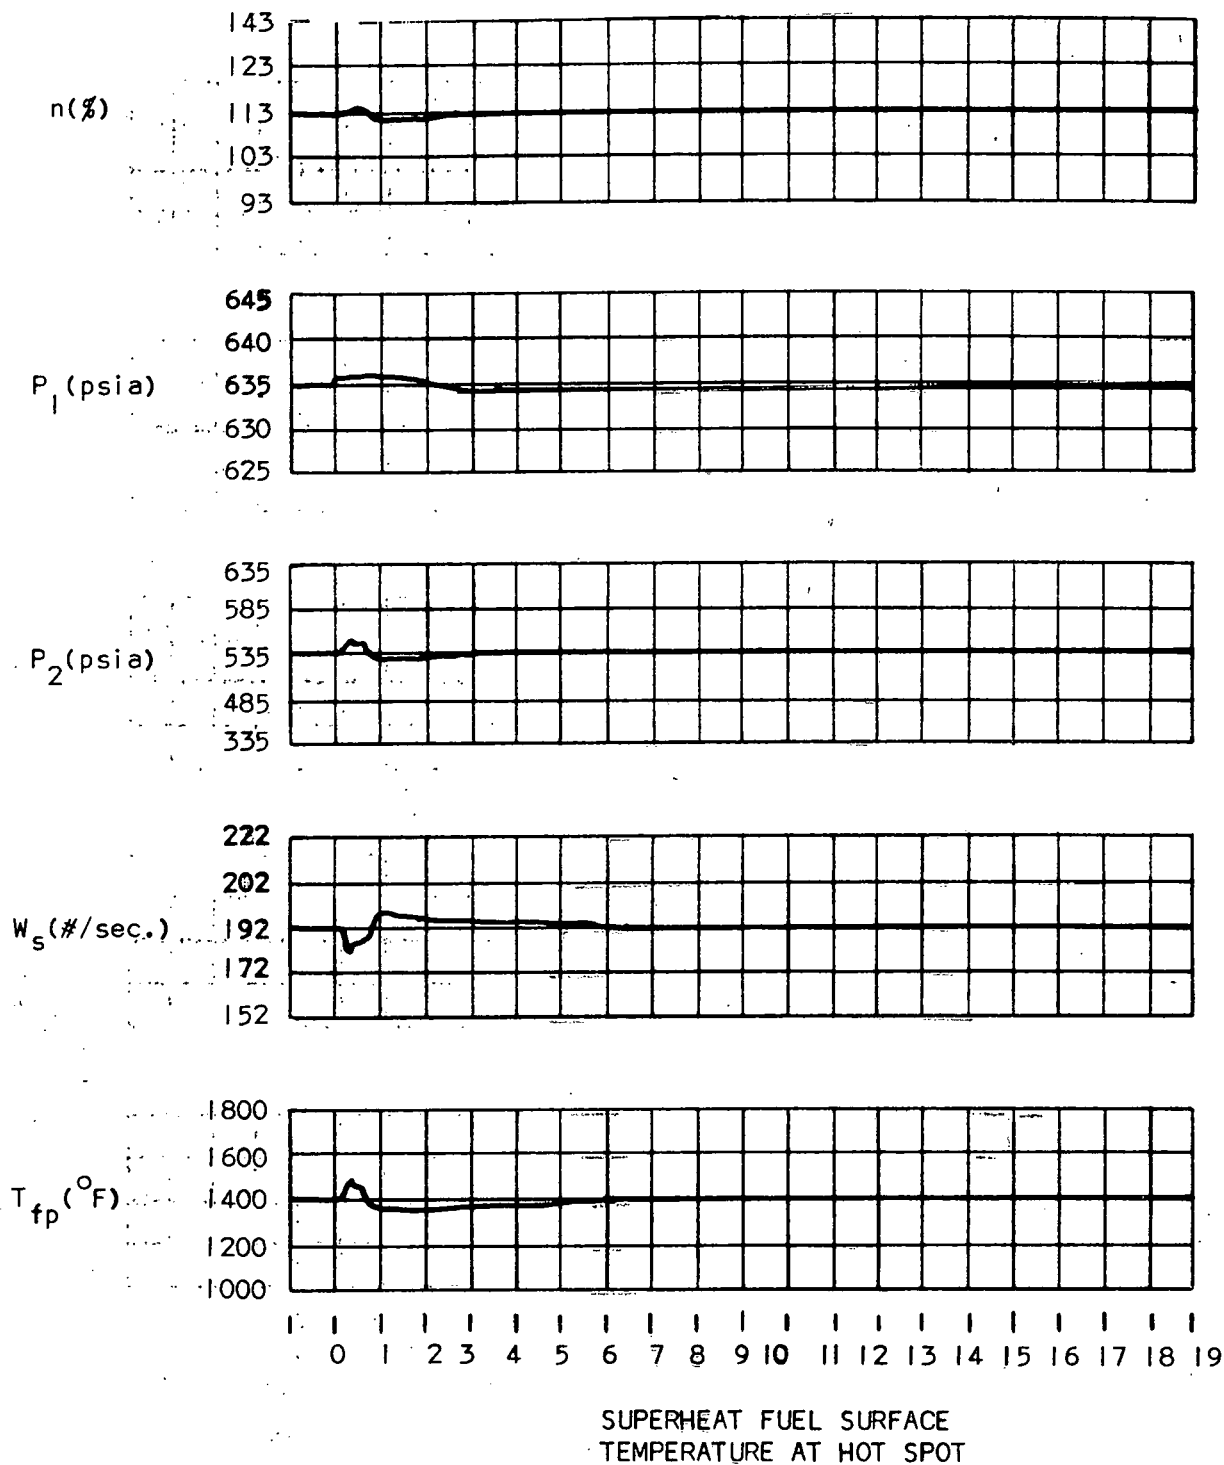 143
123
n(%) 113
103
93
645
640
P1(psia) 635
630
625
635
585
P2(psia) 535
485
335
222
202
Ws(#/sec.) 192
172
152
1800
1600
Tfp(°F) 1400
1200
1000
0 1 2 3 4 5 6 7 8 9 10 11 12 13 14 15 16 17 18 19
SUPERHEAT FUEL SURFACE
TEMPERATURE AT HOT SPOT